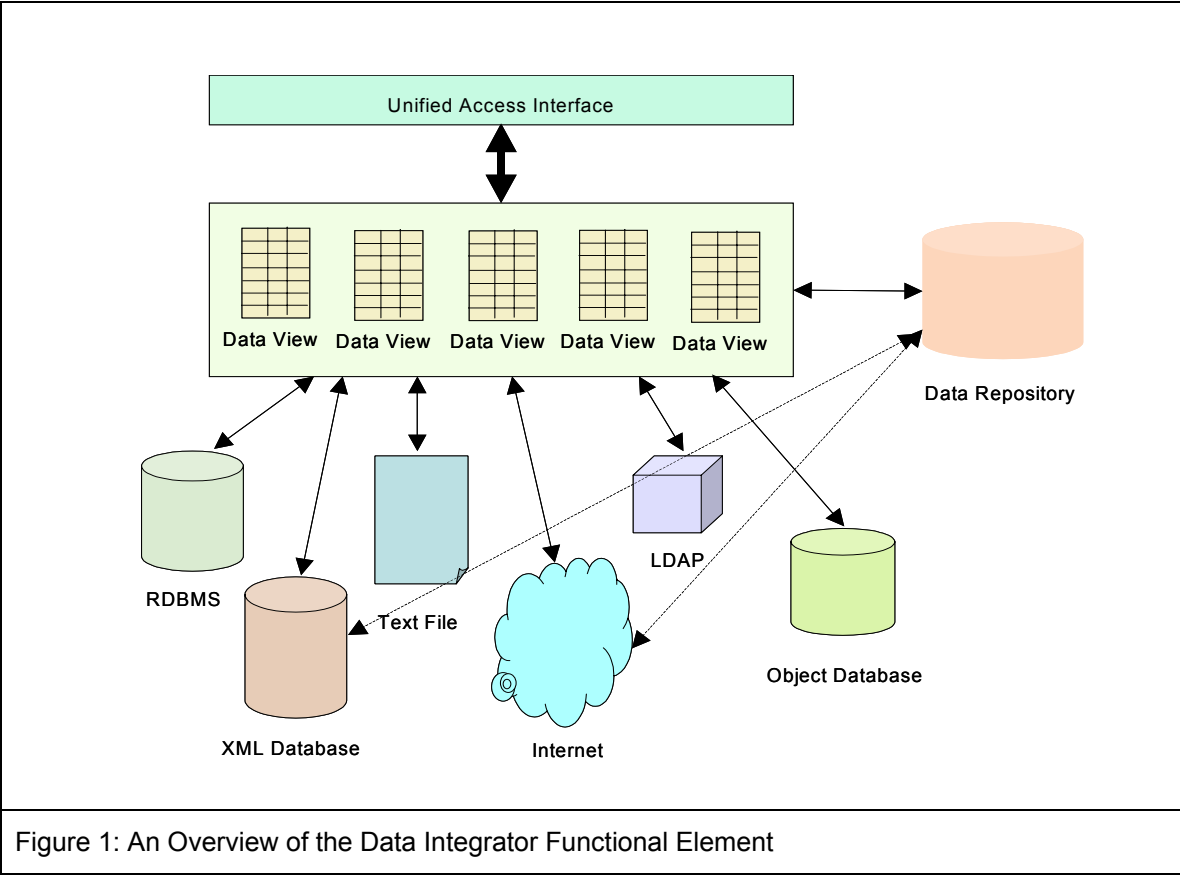 Unified Access Interface
Data View
Data View
Data View
Data View
Data View
Data Repository
RDBMS
Text File
LDAP
XML Database
Internet
Object Database
Figure 1: An Overview of the Data Integrator Functional Element